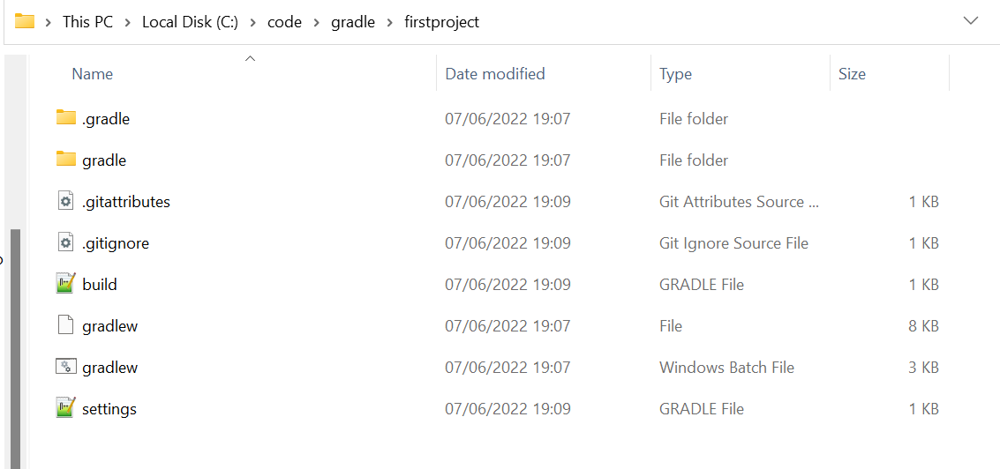 This PC > Local Disk (C:) > code > gradle > firstproject
Name Date modified Type Size
.gradle 07/06/2022 19:07 File folder
gradle 07/06/2022 19:07 File folder
.gitattributes 07/06/2022 19:09 Git Attributes Source ... 1 KB
.gitignore 07/06/2022 19:09 Git Ignore Source File 1 KB
build 07/06/2022 19:09 GRADLE File 1 KB
gradlew 07/06/2022 19:07 File 8 KB
gradlew 07/06/2022 19:07 Windows Batch File 3 KB
settings 07/06/2022 19:09 GRADLE File 1 KB